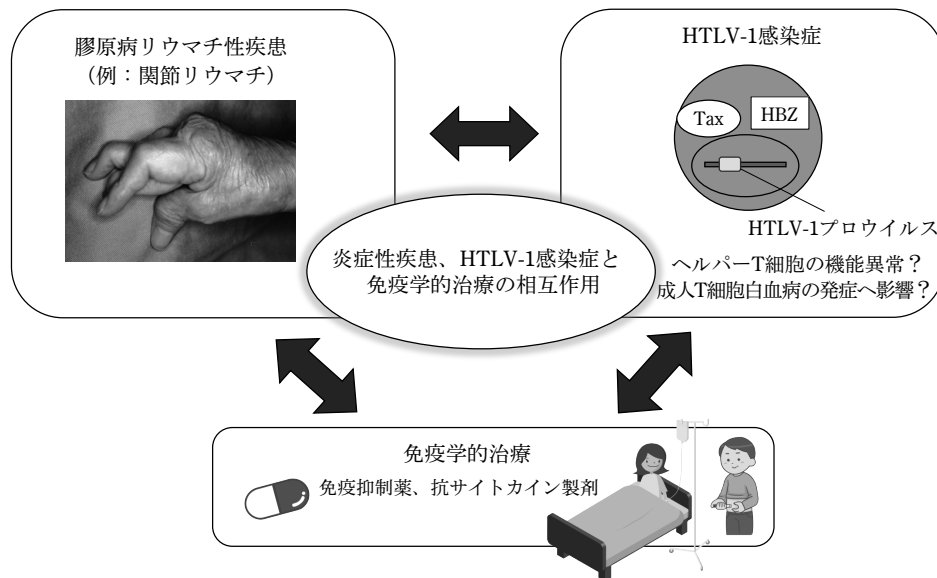 膠原病リウマチ性疾患
（例：関節リウマチ）
HTLV-1感染症
Tax
HBZ
HTLV-1プロウイルス
ヘルパーT細胞の機能異常？
成人T細胞白血病の発症へ影響？
炎症性疾患、HTLV-1感染症と
免疫学的治療の相互作用
免疫学的治療
免疫抑制薬、抗サイトカイン製剤